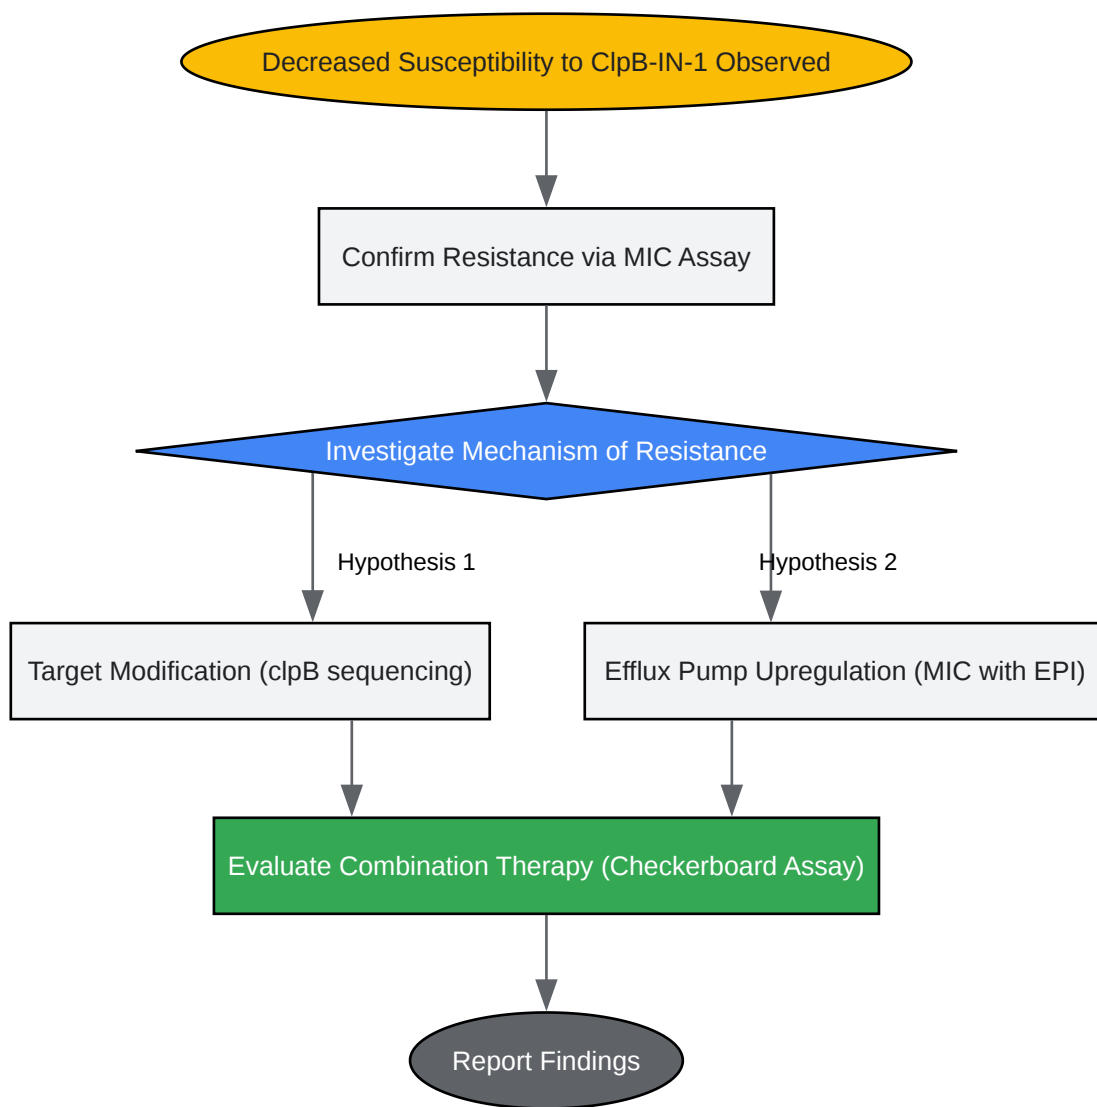 Decreased Susceptibility to ClpB-IN-1 Observed
Confirm Resistance via MIC Assay
Investigate Mechanism of Resistance
Hypothesis 1
Hypothesis 2
Target Modification (clpB sequencing)
Efflux Pump Upregulation (MIC with EPI)
Evaluate Combination Therapy (Checkerboard Assay)
Report Findings